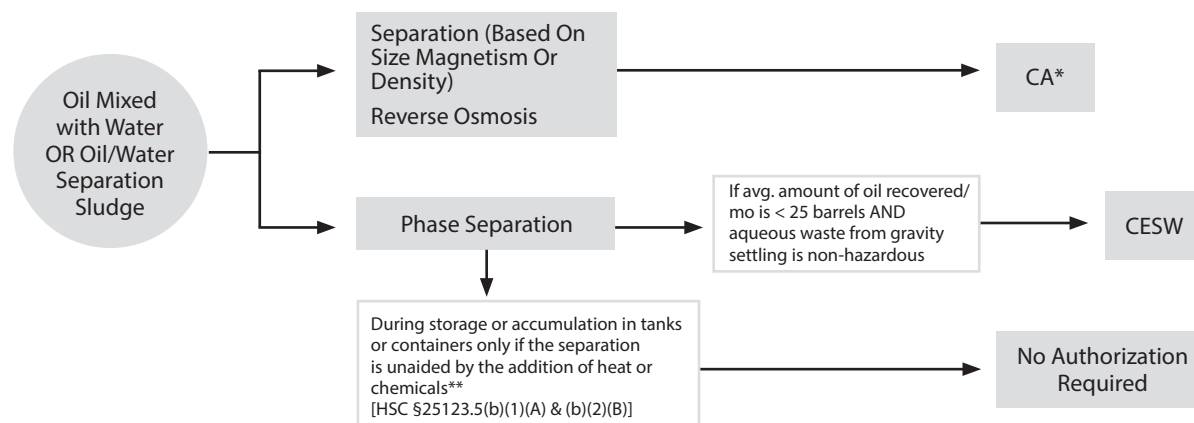 Oil Mixed
with Water
OR Oil/Water
Separation
Sludge
Separation (Based On
Size Magnetism Or
Density)
Reverse Osmosis
CA*
Phase Separation
If avg. amount of oil recovered/
mo is < 25 barrels AND
aqueous waste from gravity
settling is non-hazardous
CESW
During storage or accumulation in tanks
or containers only if the separation
is unaided by the addition of heat or
chemicals**
[HSC §25123.5(b)(1)(A) & (b)(2)(B)]
No Authorization
Required